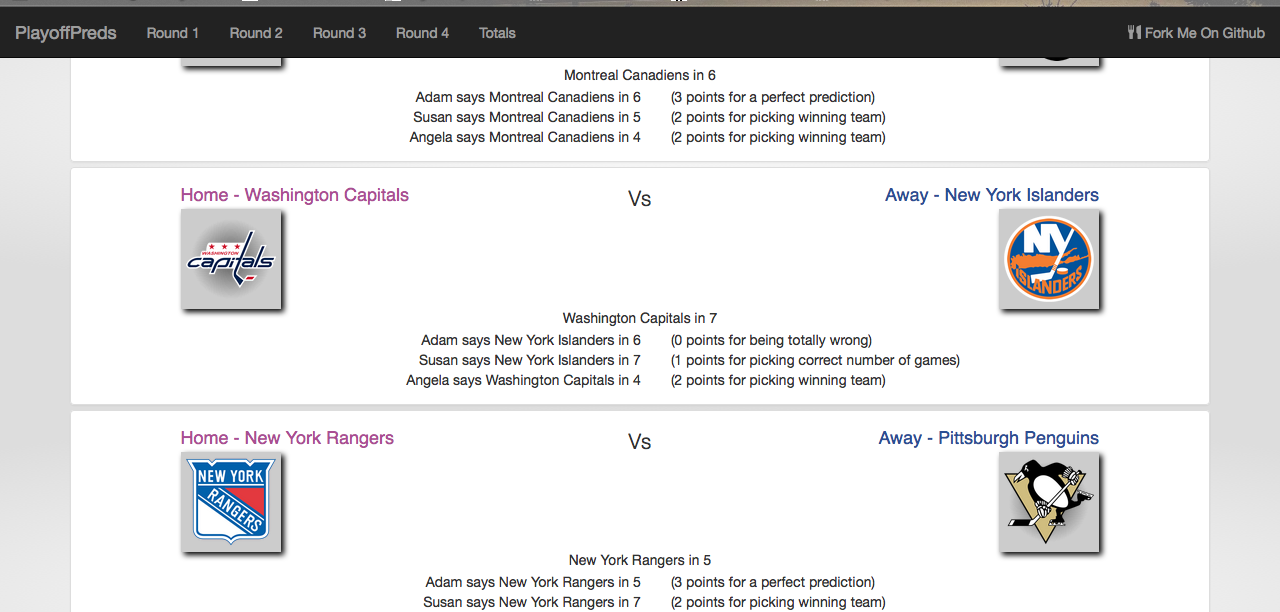 PlayoffPreds Round 1 Round 2 Round 3 Round 4 Totals Fork Me On Github
Montreal Canadiens in 6
Adam says Montreal Canadiens in 6 (3 points for a perfect prediction)
Susan says Montreal Canadiens in 5 (2 points for picking winning team)
Angela says Montreal Canadiens in 4 (2 points for picking winning team)
Home - Washington Capitals Vs Away - New York Islanders
WASHINGTON
capitals
NY
ISLANDERS
Washington Capitals in 7
Adam says New York Islanders in 6 (0 points for being totally wrong)
Susan says New York Islanders in 7 (1 points for picking correct number of games)
Angela says Washington Capitals in 4 (2 points for picking winning team)
Home - New York Rangers Vs Away - Pittsburgh Penguins
NEW YORK
RANGERS
New York Rangers in 5
Adam says New York Rangers in 5 (3 points for a perfect prediction)
Susan says New York Rangers in 7 (2 points for picking winning team)